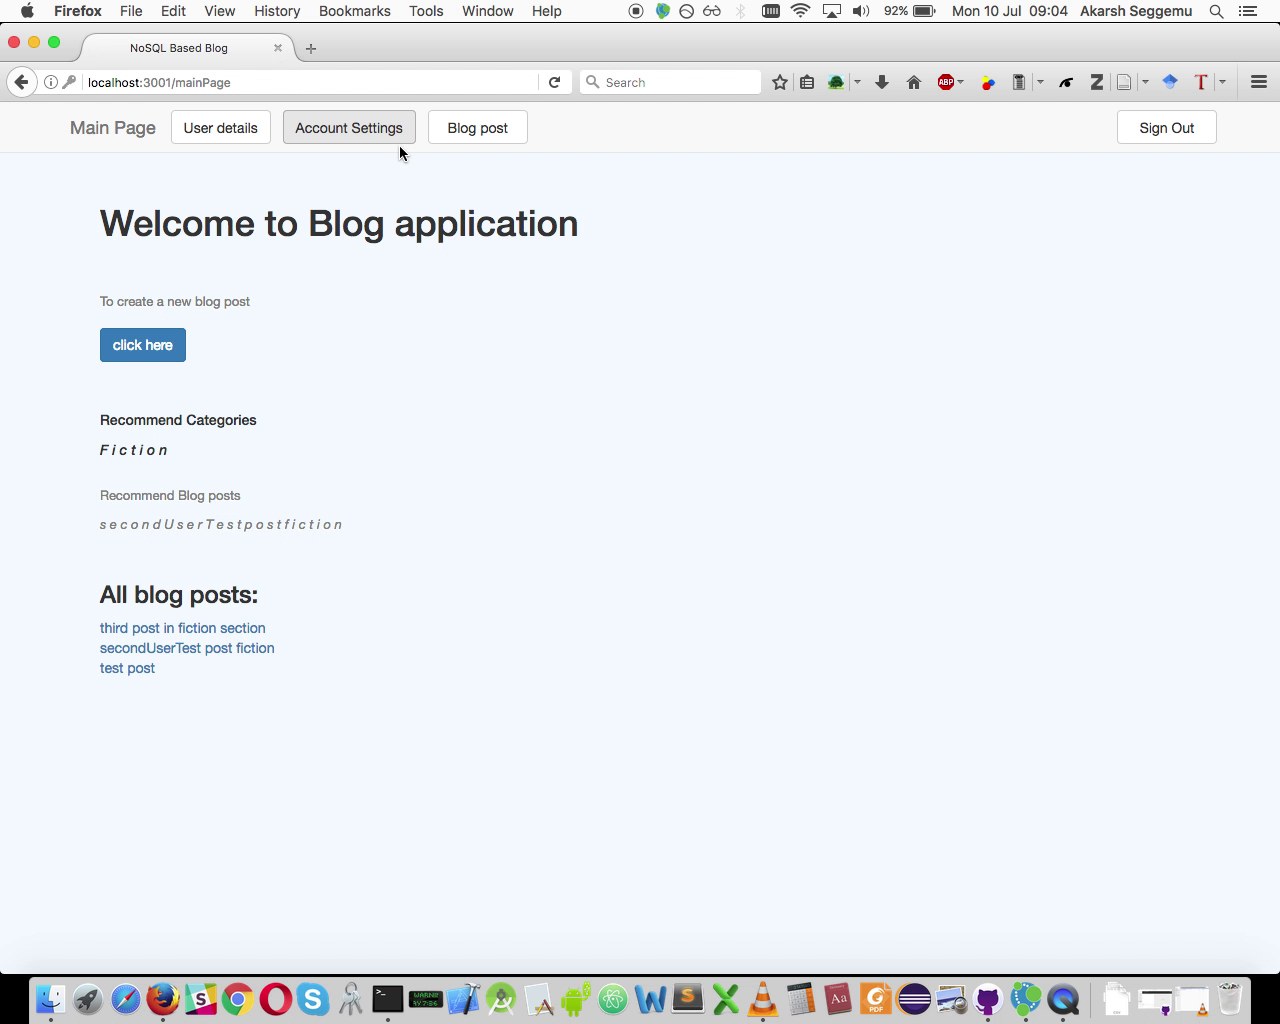 Firefox File Edit View History Bookmarks Tools Window Help 92% Mon 10 Jul 09:04 Akarsh Seggemu
NoSQL Based Blog
localhost:3001/mainPage Search ABP Z T
Main Page User details Account Settings Blog post Sign Out
Welcome to Blog application
To create a new blog post
click here
Recommend Categories
F i c t i o n
Recommend Blog posts
s e c o n d U s e r T e s t p o s t f i c t i o n
All blog posts:
third post in fiction section
secondUserTest post fiction
test post